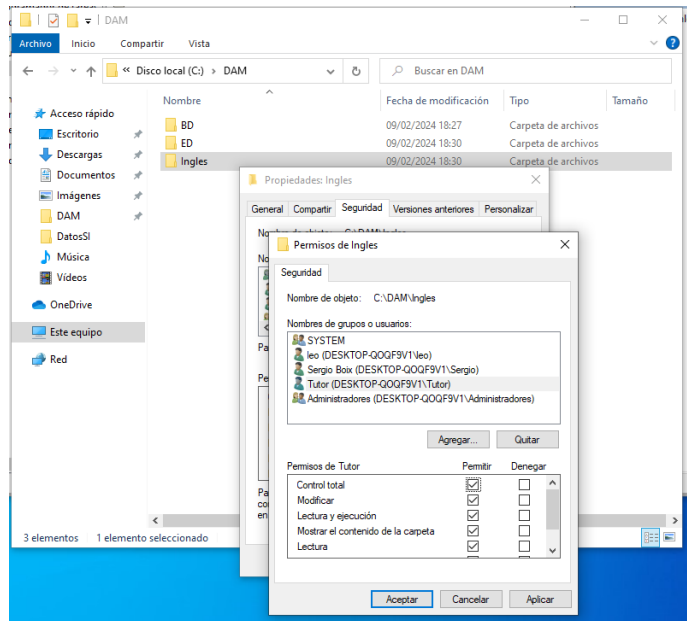 DAM
Archivo Inicio Compartir Vista
Disco local (C:) › DAM
Buscar en DAM
Nombre Fecha de modificación Tipo Tamaño
Acceso rápido
Escritorio
Descargas
Documentos
Imágenes
DAM
DatosSI
Música
Vídeos
OneDrive
Este equipo
Red
BD 09/02/2024 18:27 Carpeta de archivos
ED 09/02/2024 18:30 Carpeta de archivos
Ingles 09/02/2024 18:30 Carpeta de archivos
3 elementos 1 elemento seleccionado
Propiedades: Ingles
General Compartir Seguridad Versiones anteriores Personalizar
Permisos de Ingles
Seguridad
Nombre de objeto: C:\DAM\Ingles
Nombres de grupos o usuarios:
SYSTEM
leo (DESKTOP-QOQF9V1\leo)
Sergio Boix (DESKTOP-QOQF9V1\Sergio)
Tutor (DESKTOP-QOQF9V1\Tutor)
Administradores (DESKTOP-QOQF9V1\Administradores)
Agregar... Quitar
Permisos de Tutor Permitir Denegar
Control total
Modificar
Lectura y ejecución
Mostrar el contenido de la carpeta
Lectura
Aceptar Cancelar Aplicar